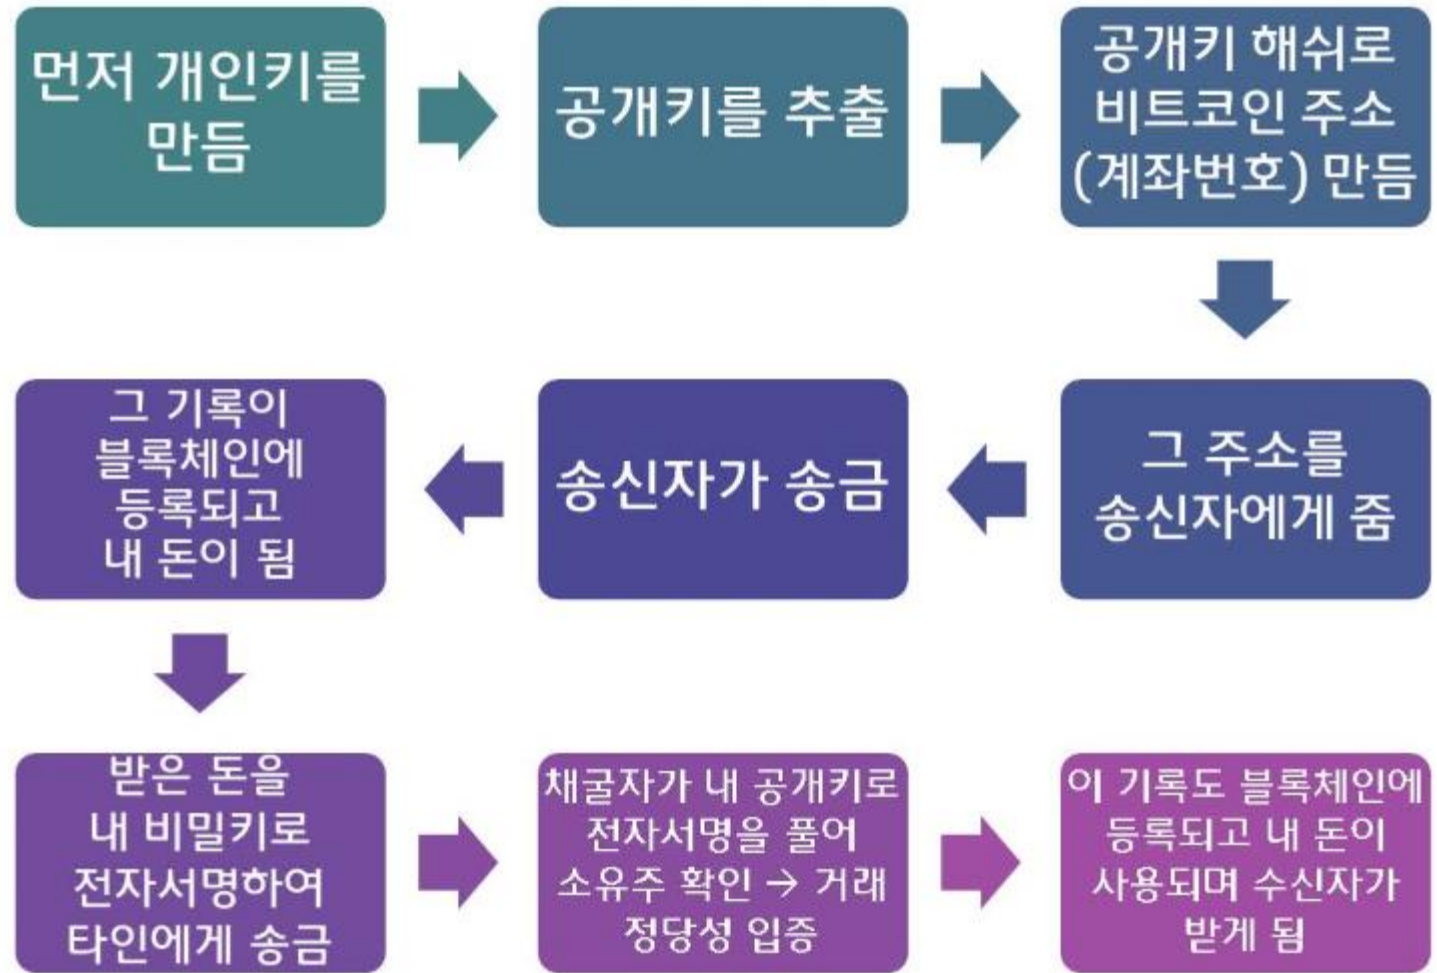 먼저 개인키를
만듬
공개키를 추출
공개키 해쉬로
비트코인 주소
(계좌번호) 만듬
그 주소를
송신자에게 줌
송신자가 송금
그 기록이
블록체인에
등록되고
내 돈이 됨
받은 돈을
내 비밀키로
전자서명하여
타인에게 송금
채굴자가 내 공개키로
전자서명을 풀어
소유주 확인 → 거래
정당성 입증
이 기록도 블록체인에
등록되고 내 돈이
사용되며 수신자가
받게 됨